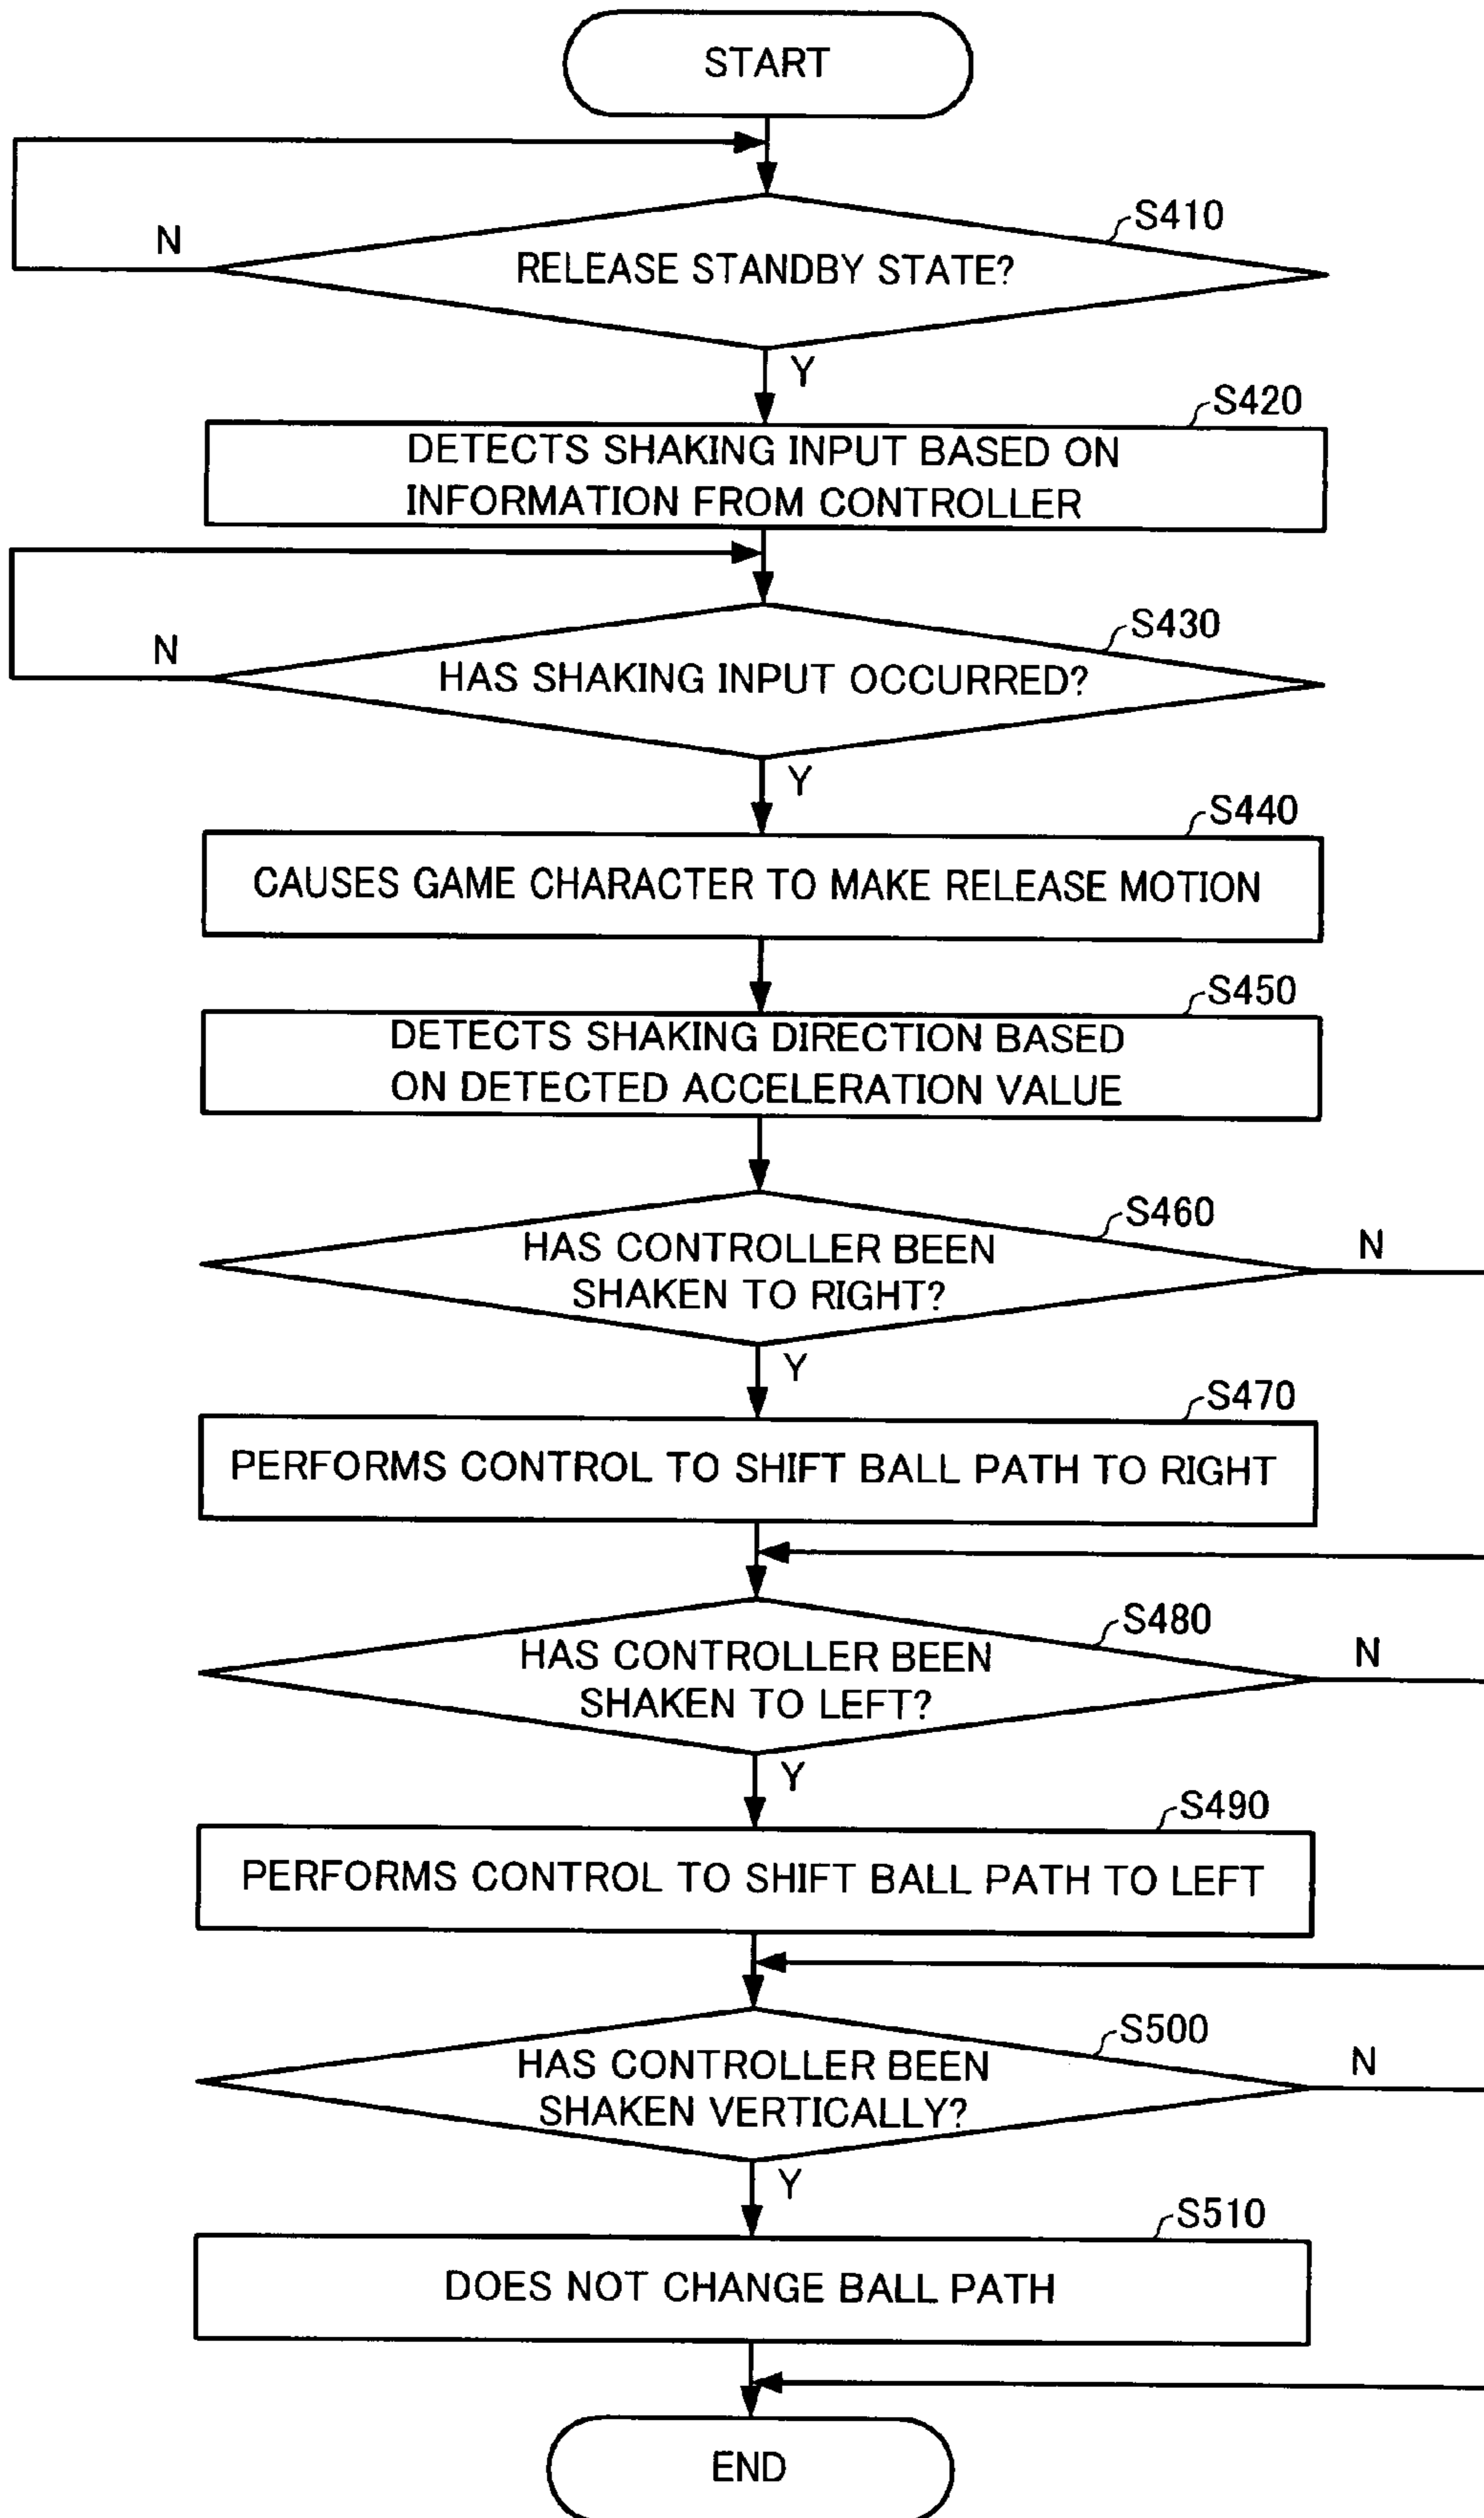 START
S410
N
RELEASE STANDBY STATE?
Y
S420
DETECTS SHAKING INPUT BASED ON
INFORMATION FROM CONTROLLER
S430
N
HAS SHAKING INPUT OCCURRED?
Y
S440
CAUSES GAME CHARACTER TO MAKE RELEASE MOTION
S450
DETECTS SHAKING DIRECTION BASED
ON DETECTED ACCELERATION VALUE
S460
N
HAS CONTROLLER BEEN
SHAKEN TO RIGHT?
Y
S470
PERFORMS CONTROL TO SHIFT BALL PATH TO RIGHT
S480
N
HAS CONTROLLER BEEN
SHAKEN TO LEFT?
Y
S490
PERFORMS CONTROL TO SHIFT BALL PATH TO LEFT
S500
N
HAS CONTROLLER BEEN
SHAKEN VERTICALLY?
Y
S510
DOES NOT CHANGE BALL PATH
END